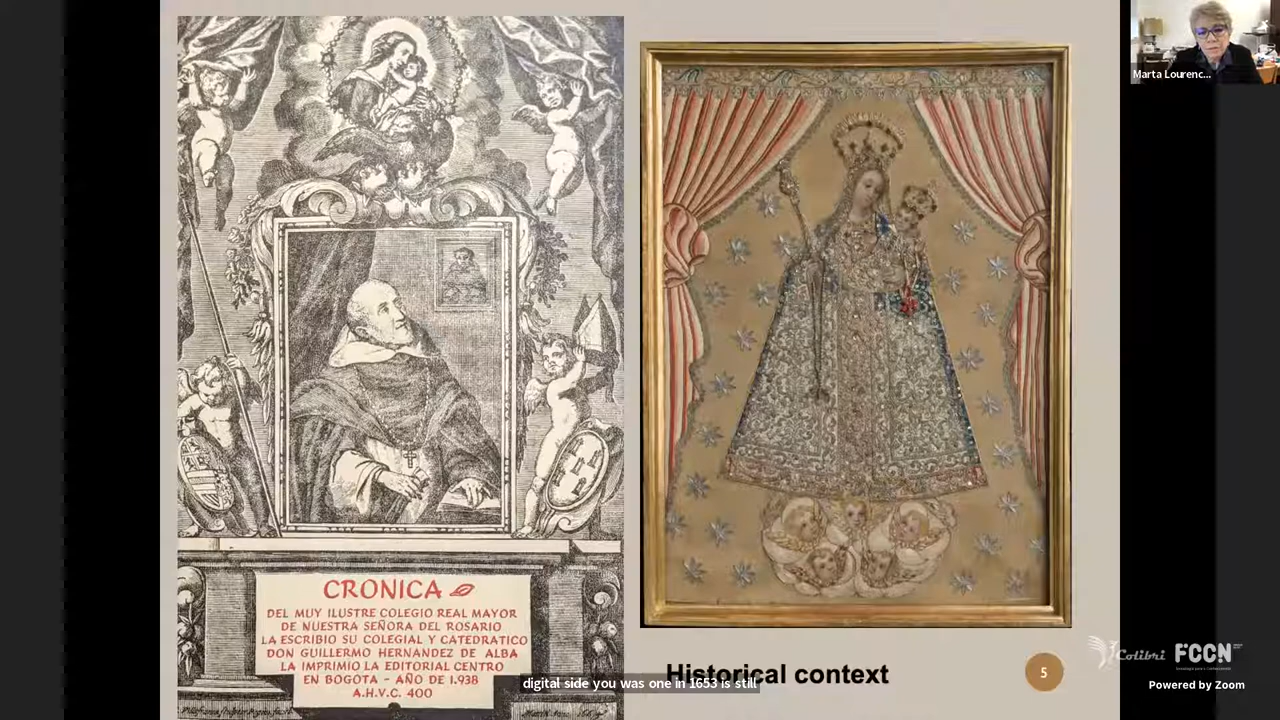 CRONICA
DEL MUY ILUSTRE COLEGIO REAL MAYOR
DE NUESTRA SEÑORA DEL ROSARIO
LA ESCRIBIO SU COLEGIAL Y CATEDRATICO
DON GUILLERMO HERNANDEZ DE ALBA
LA IMPRIMIO LA EDITORIAL CENTRO
EN BOGOTA - AÑO DE 1.938
A.H.V.C. 400
Historical context
5
digital side you was one in 1653 is still
Marta Lourenc...
Colibri
FCCN
Powered by Zoom